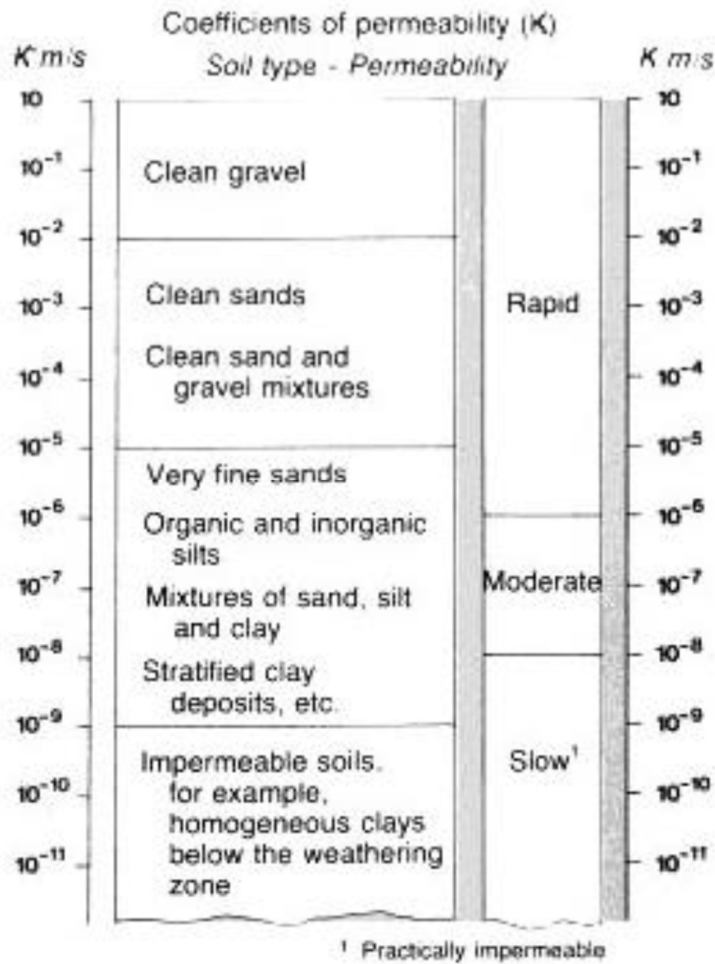 Coefficients of permeability (K)
K m/s Soil type - Permeability K m/s
10 10
10⁻¹ Clean gravel 10⁻¹
10⁻² 10⁻²
Clean sands
10⁻³ Rapid 10⁻³
Clean sand and
10⁻⁴ gravel mixtures 10⁻⁴
10⁻⁵ 10⁻⁵
Very fine sands
10⁻⁶ 10⁻⁶
Organic and inorganic
silts
10⁻⁷ Moderate 10⁻⁷
Mixtures of sand, silt
and clay
10⁻⁸ 10⁻⁸
Stratified clay
deposits, etc.
10⁻⁹ 10⁻⁹
Impermeable soils. Slow¹
10⁻¹⁰ for example, 10⁻¹⁰
homogeneous clays
10⁻¹¹ below the weathering 10⁻¹¹
zone
¹ Practically impermeable